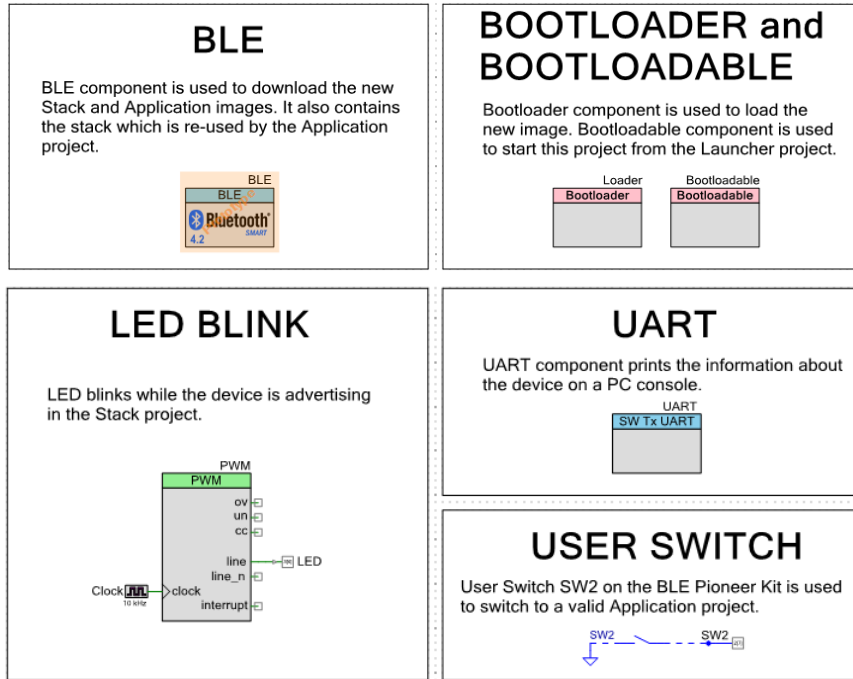 BLE
BLE component is used to download the new
Stack and Application images. It also contains
the stack which is re-used by the Application
project.
BLE
BLE
Bluetooth
SMART
4.2
BOOTLOADER and
BOOTLOADABLE
Bootloader component is used to load the
new image. Bootloadable component is used
to start this project from the Launcher project.
Loader
Bootloader
Bootloadable
Bootloadable
LED BLINK
LED blinks while the device is advertising
in the Stack project.
PWM
PWM
ov
un
cc
line
LED
line_n
Clock
10 kHz
clock
interrupt
UART
UART component prints the information about
the device on a PC console.
UART
SW Tx UART
USER SWITCH
User Switch SW2 on the BLE Pioneer Kit is used
to switch to a valid Application project.
SW2
SW2